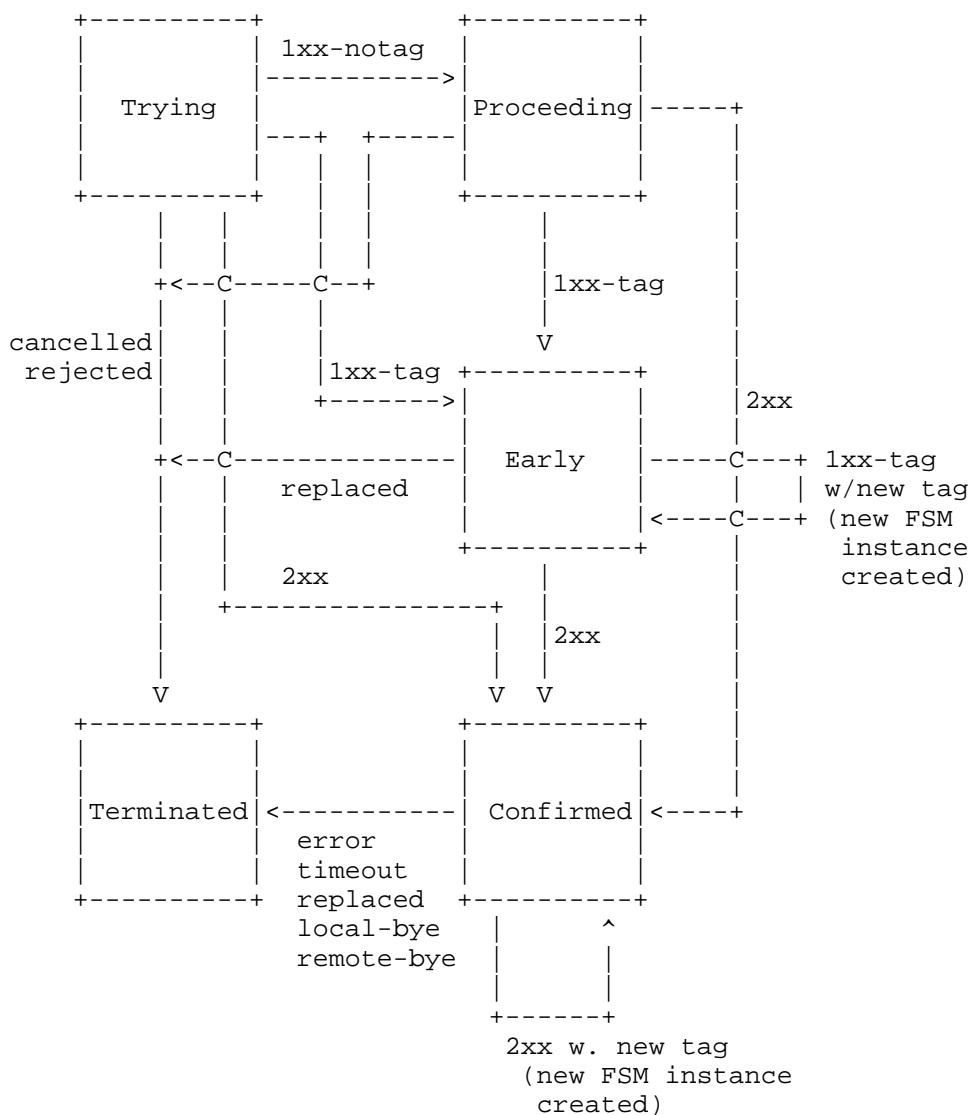 1xx-notag
Trying
Proceeding
1xx-tag
cancelled
rejected
1xx-tag
2xx
C
C
C
Early
C
1xx-tag
replaced
w/new tag
C
(new FSM
instance
2xx
created)
2xx
V
V
V
V
Terminated
Confirmed
error
timeout
replaced
local-bye
remote-bye
2xx w. new tag
(new FSM instance
created)